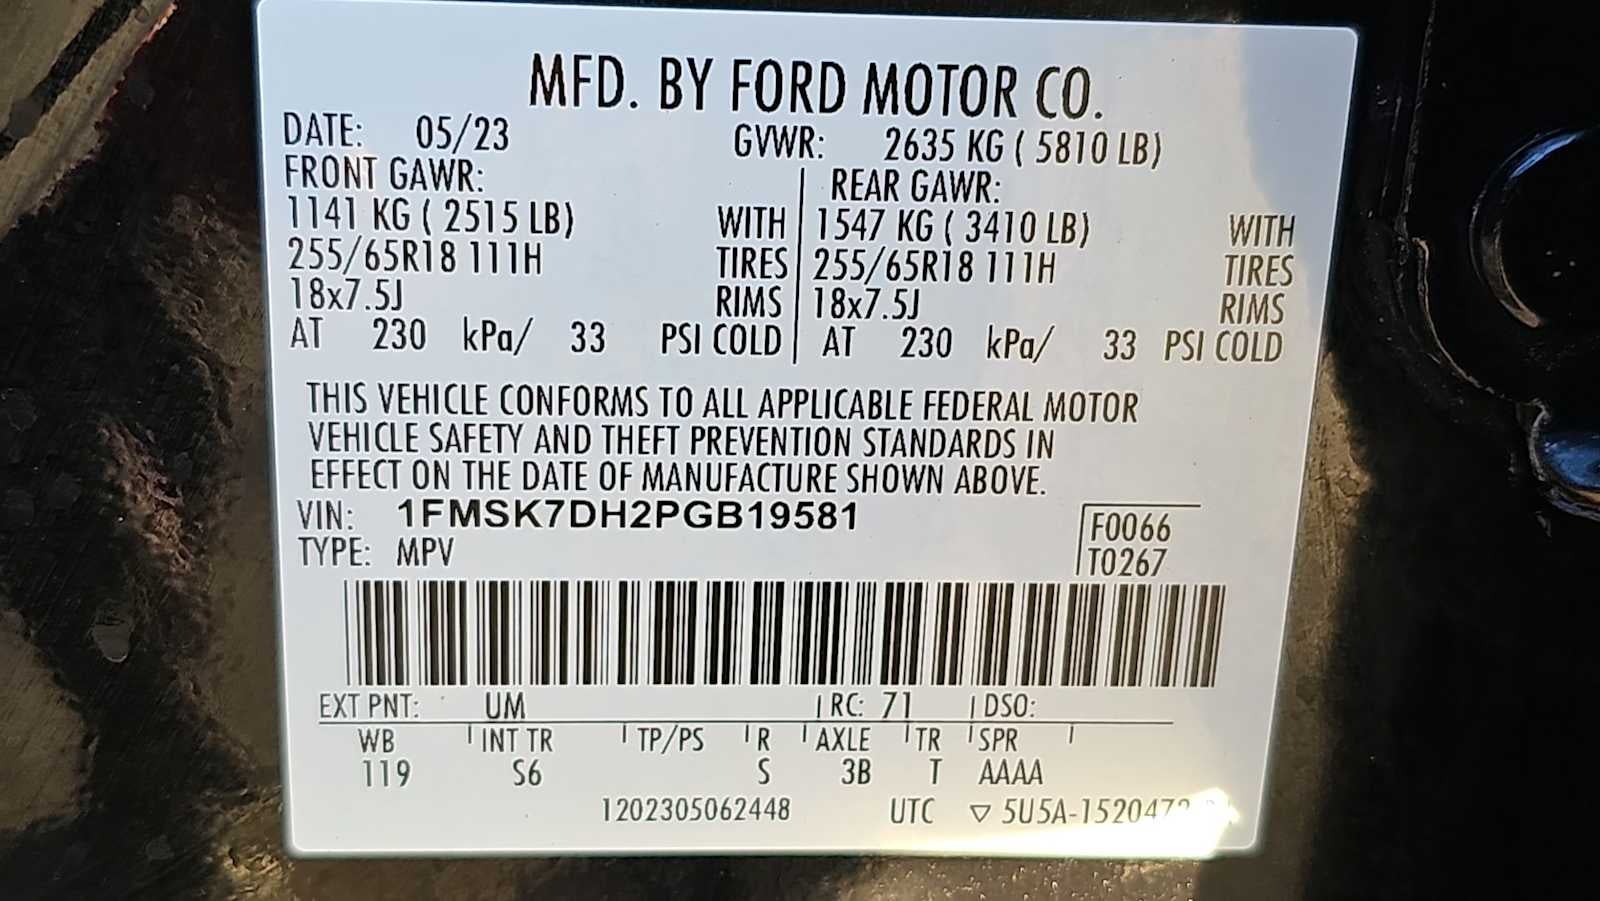 MFD. BY FORD MOTOR CO.
DATE: 05/23 GVWR: 2635 KG ( 5810 LB)
FRONT GAWR: REAR GAWR:
1141 KG ( 2515 LB) WITH 1547 KG ( 3410 LB) WITH
255/65R18 111H TIRES 255/65R18 111H TIRES
18x7.5J RIMS 18x7.5J RIMS
AT 230 kPa/ 33 PSI COLD AT 230 kPa/ 33 PSI COLD
THIS VEHICLE CONFORMS TO ALL APPLICABLE FEDERAL MOTOR
VEHICLE SAFETY AND THEFT PREVENTION STANDARDS IN
EFFECT ON THE DATE OF MANUFACTURE SHOWN ABOVE.
VIN: 1FMSK7DH2PGB19581
TYPE: MPV
F0066
T0267
EXT PNT: UM RC: 71 DSO:
WB INT TR TP/PS R AXLE TR SPR
119 S6 S 3B T AAAA
1202305062448 UTC ▽